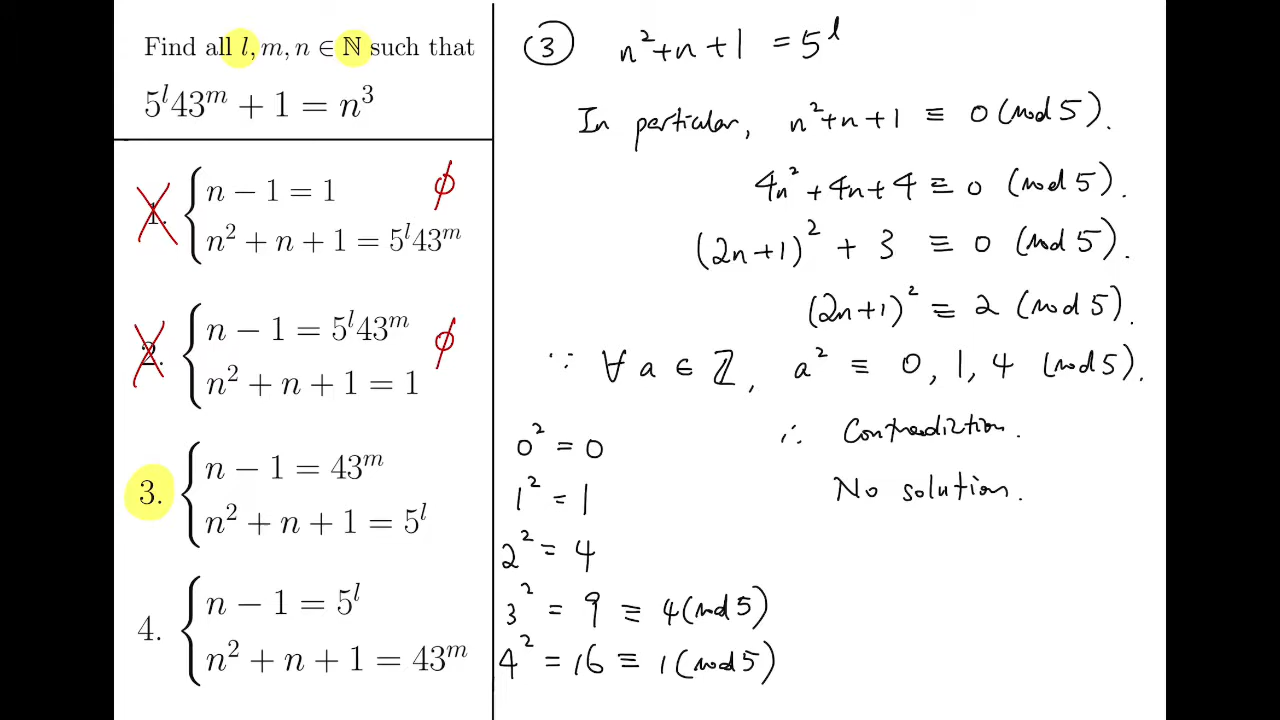 Find all l, m, n ∈ ℕ such that
5^l 43^m + 1 = n^3
1. { n − 1 = 1
n^2 + n + 1 = 5^l 43^m
ϕ
2. { n − 1 = 5^l 43^m
n^2 + n + 1 = 1
ϕ
3. { n − 1 = 43^m
n^2 + n + 1 = 5^l
4. { n − 1 = 5^l
n^2 + n + 1 = 43^m
③ n^2 + n + 1 = 5^l
In particular, n^2 + n + 1 ≡ 0 (mod 5).
4n^2 + 4n + 4 ≡ 0 (mod 5).
(2n + 1)^2 + 3 ≡ 0 (mod 5).
(2n + 1)^2 ≡ 2 (mod 5).
∵ ∀ a ∈ ℤ, a^2 ≡ 0, 1, 4 (mod 5).
∴ Contradiction.
No solution.
0^2 = 0
1^2 = 1
2^2 = 4
3^2 = 9 ≡ 4 (mod 5)
4^2 = 16 ≡ 1 (mod 5)